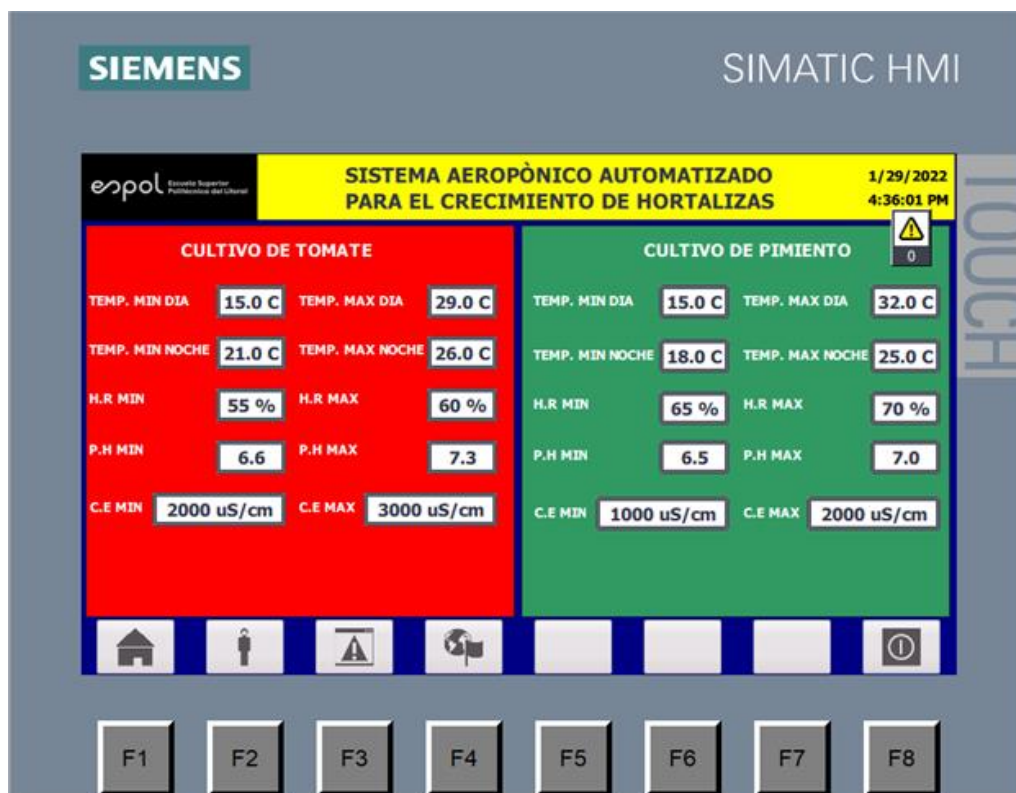 SIEMENS
SIMATIC HMI
TOUCH
espol Escuela Superior
Politécnica del Litoral
SISTEMA AEROPÒNICO AUTOMATIZADO
PARA EL CRECIMIENTO DE HORTALIZAS
1/29/2022
4:36:01 PM
0
CULTIVO DE TOMATE
TEMP. MIN DIA 15.0 C TEMP. MAX DIA 29.0 C
TEMP. MIN NOCHE 21.0 C TEMP. MAX NOCHE 26.0 C
H.R MIN 55 % H.R MAX 60 %
P.H MIN 6.6 P.H MAX 7.3
C.E MIN 2000 uS/cm C.E MAX 3000 uS/cm
CULTIVO DE PIMIENTO
TEMP. MIN DIA 15.0 C TEMP. MAX DIA 32.0 C
TEMP. MIN NOCHE 18.0 C TEMP. MAX NOCHE 25.0 C
H.R MIN 65 % H.R MAX 70 %
P.H MIN 6.5 P.H MAX 7.0
C.E MIN 1000 uS/cm C.E MAX 2000 uS/cm
F1 F2 F3 F4 F5 F6 F7 F8